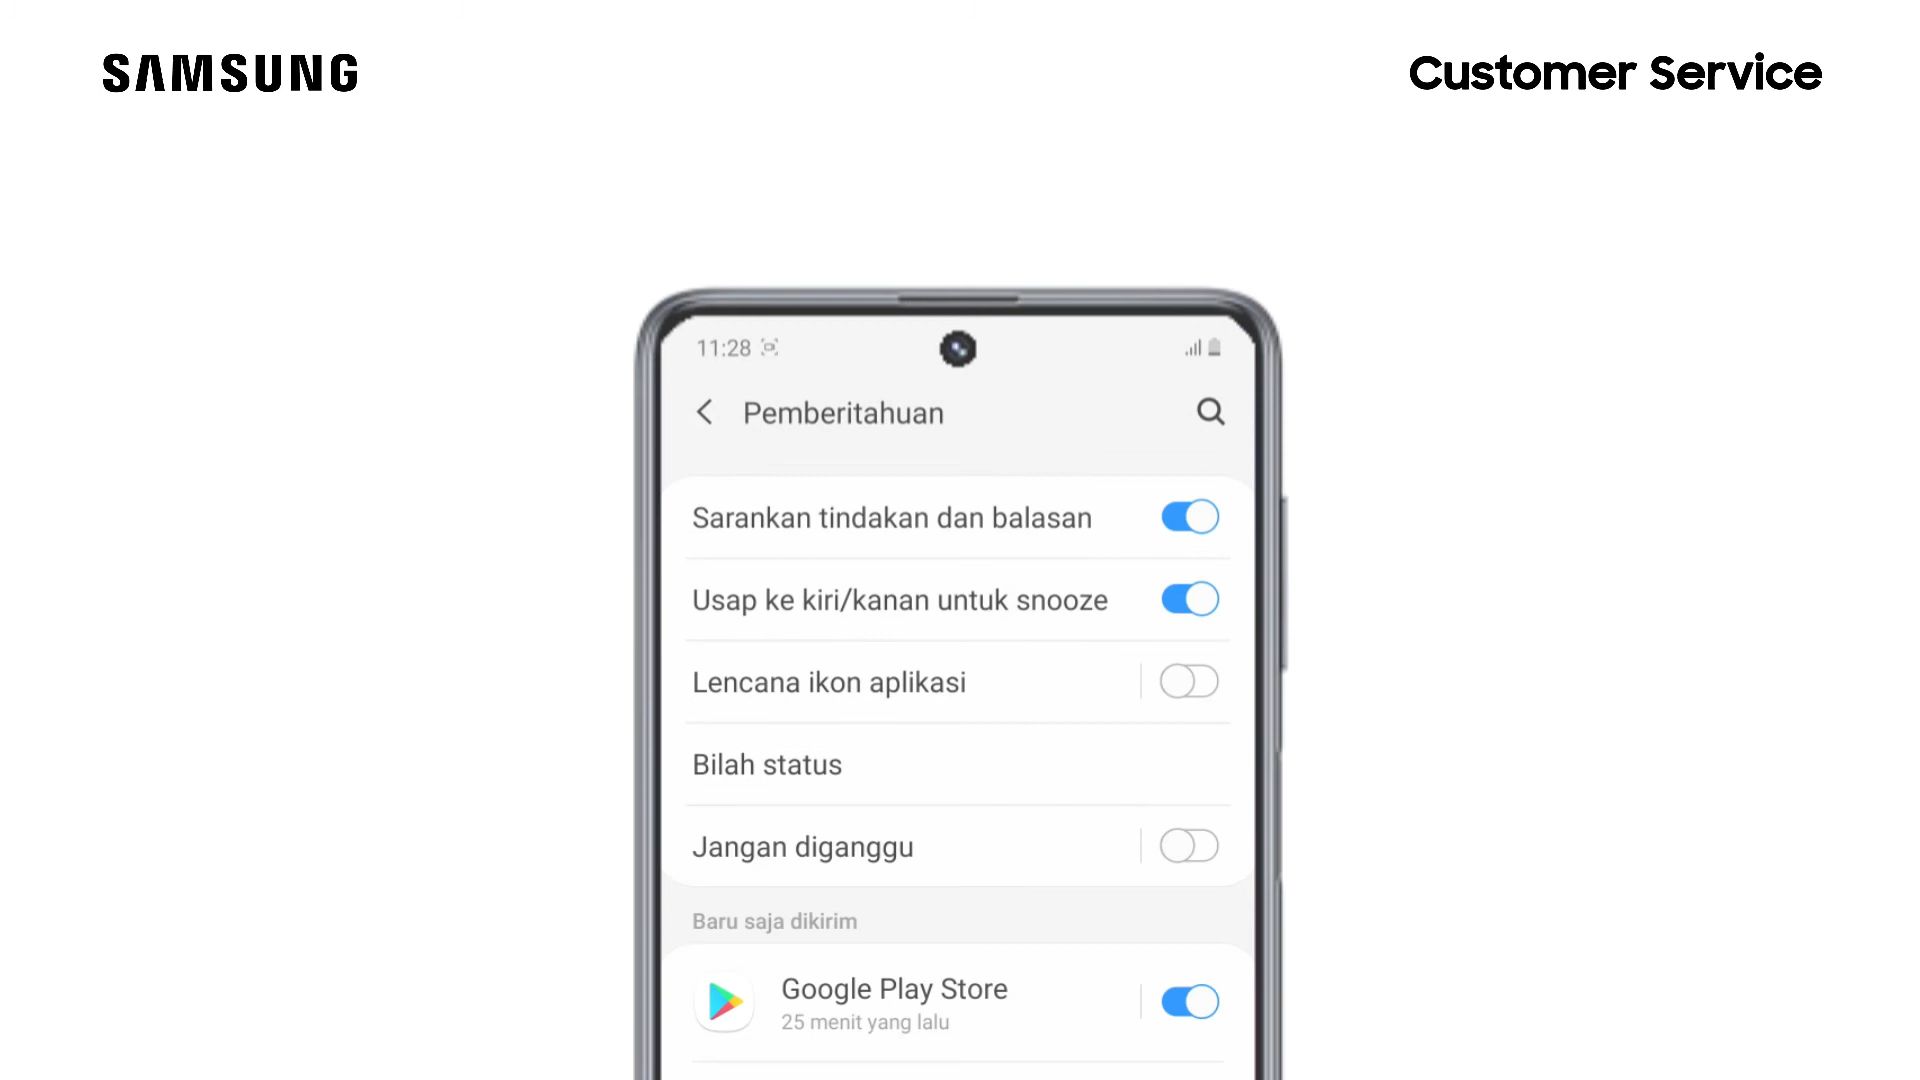 SAMSUNG
Customer Service
11:28
Pemberitahuan
Sarankan tindakan dan balasan
Usap ke kiri/kanan untuk snooze
Lencana ikon aplikasi
Bilah status
Jangan diganggu
Baru saja dikirim
Google Play Store
25 menit yang lalu